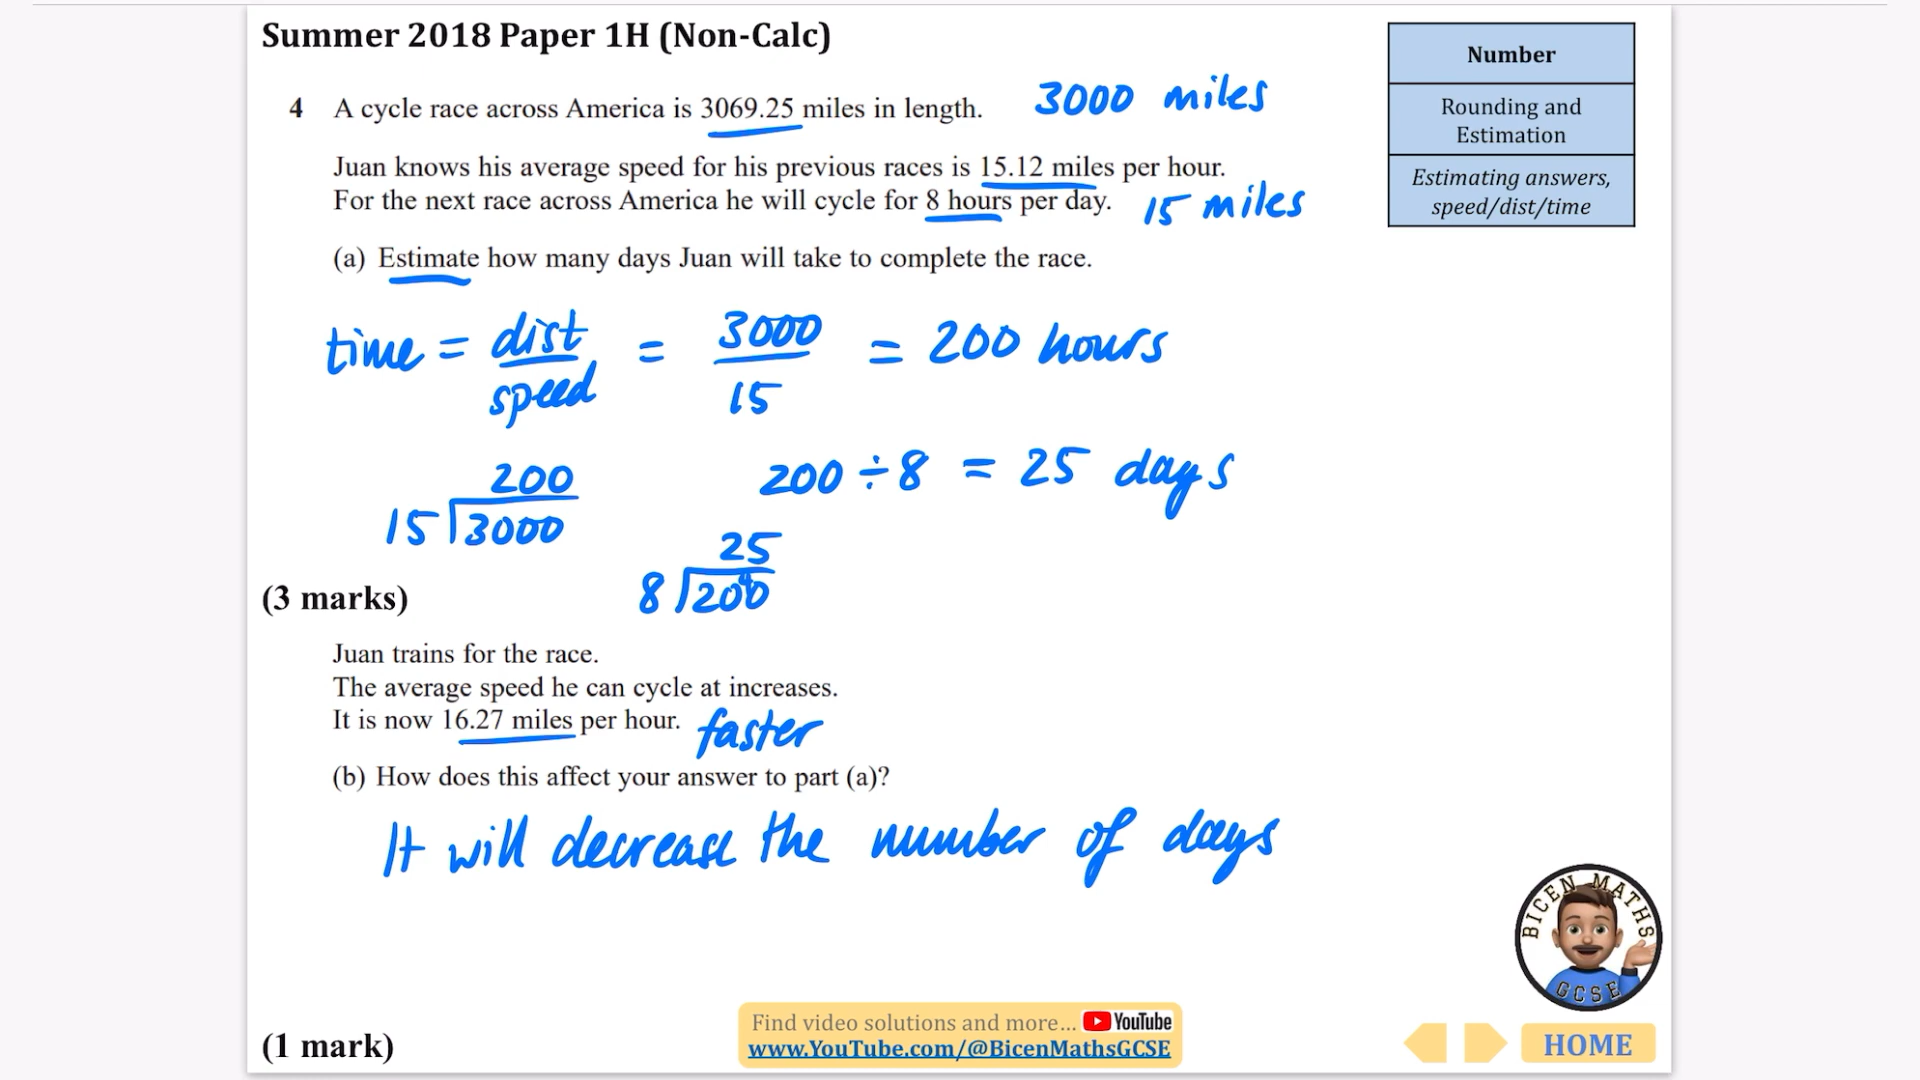 Summer 2018 Paper 1H (Non-Calc)
Number
Rounding and
Estimation
Estimating answers,
speed/dist/time
4 A cycle race across America is 3069.25 miles in length. 3000 miles
Juan knows his average speed for his previous races is 15.12 miles per hour.
For the next race across America he will cycle for 8 hours per day. 15 miles
(a) Estimate how many days Juan will take to complete the race.
time = dist/speed = 3000/15 = 200 hours
200 ÷ 8 = 25 days
200
15 3000
25
8 200
(3 marks)
Juan trains for the race.
The average speed he can cycle at increases.
It is now 16.27 miles per hour. faster
(b) How does this affect your answer to part (a)?
It will decrease the number of days
BICEN MATHS
GCSE
Find video solutions and more... YouTube
www.YouTube.com/@BicenMathsGCSE
(1 mark)
HOME